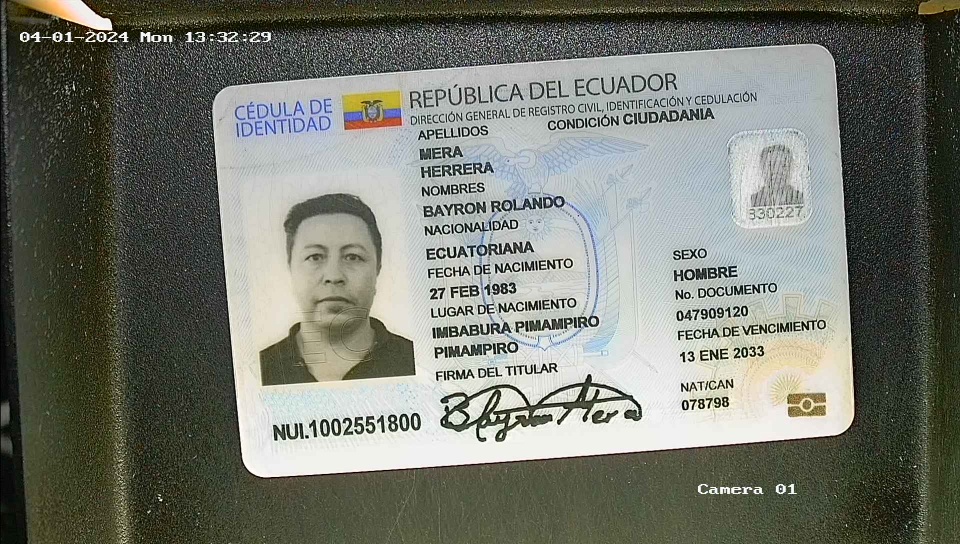 04-01-2024 Mon 13:32:29
CÉDULA DE
IDENTIDAD
REPÚBLICA DEL ECUADOR
DIRECCIÓN GENERAL DE REGISTRO CIVIL, IDENTIFICACIÓN Y CEDULACIÓN
APELLIDOS
CONDICIÓN CIUDADANIA
MERA
HERRERA
NOMBRES
BAYRON ROLANDO
NACIONALIDAD
ECUATORIANA
FECHA DE NACIMIENTO
27 FEB 1983
LUGAR DE NACIMIENTO
IMBABURA PIMAMPIRO
PIMAMPIRO
FIRMA DEL TITULAR
830227
SEXO
HOMBRE
No. DOCUMENTO
047909120
FECHA DE VENCIMIENTO
13 ENE 2033
NAT/CAN
078798
EC
NUI.1002551800
Bayron Mera
Camera 01